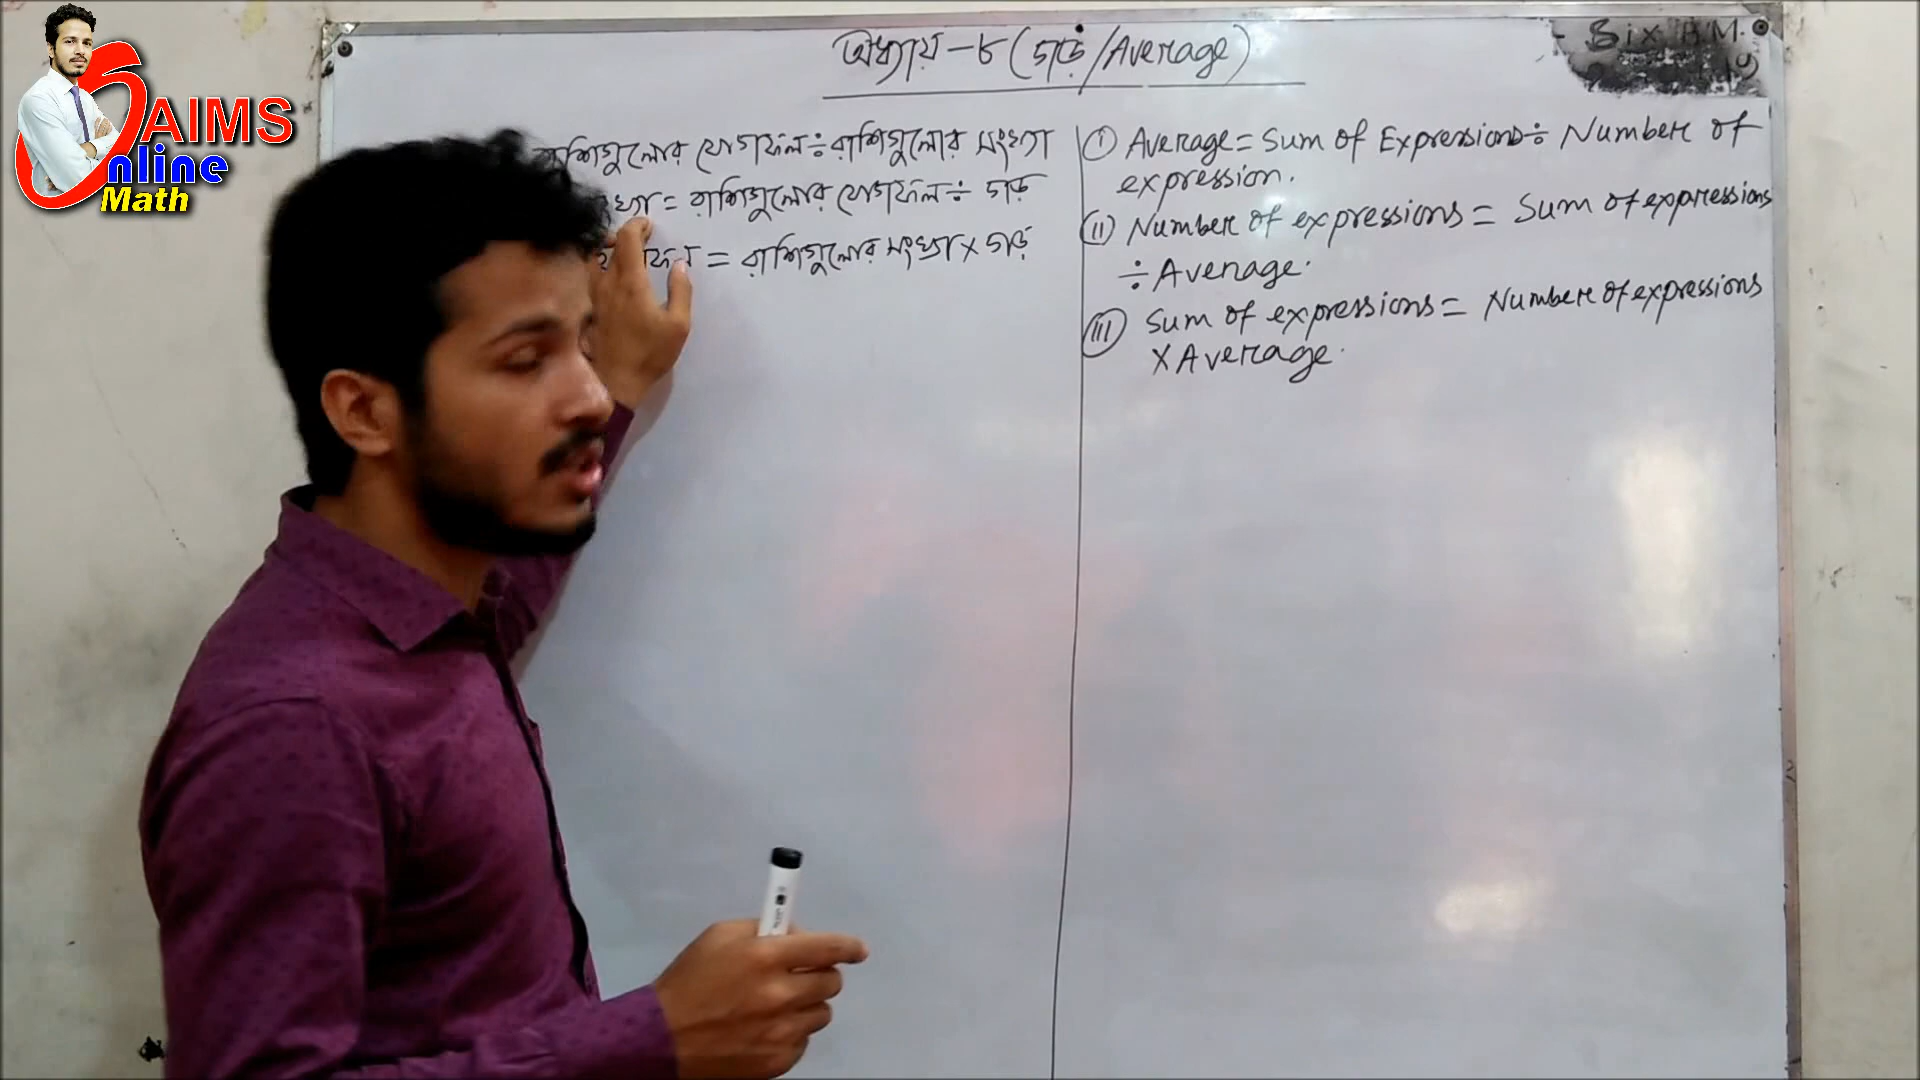 SAIMS
Online
Math
অধ্যায়-৮ (গড়/Average)
Six B.M.
রাশিগুলোর যোগফল÷রাশিগুলোর সংখ্যা
= রাশিগুলোর যোগফল÷ গড়
= রাশিগুলোর সংখ্যা x গড়
(i) Average = Sum of Expressions÷ Number of
expression.
(ii) Number of expressions = Sum of expressions
÷ Average.
(iii) Sum of expressions = Number of expressions
x Average.